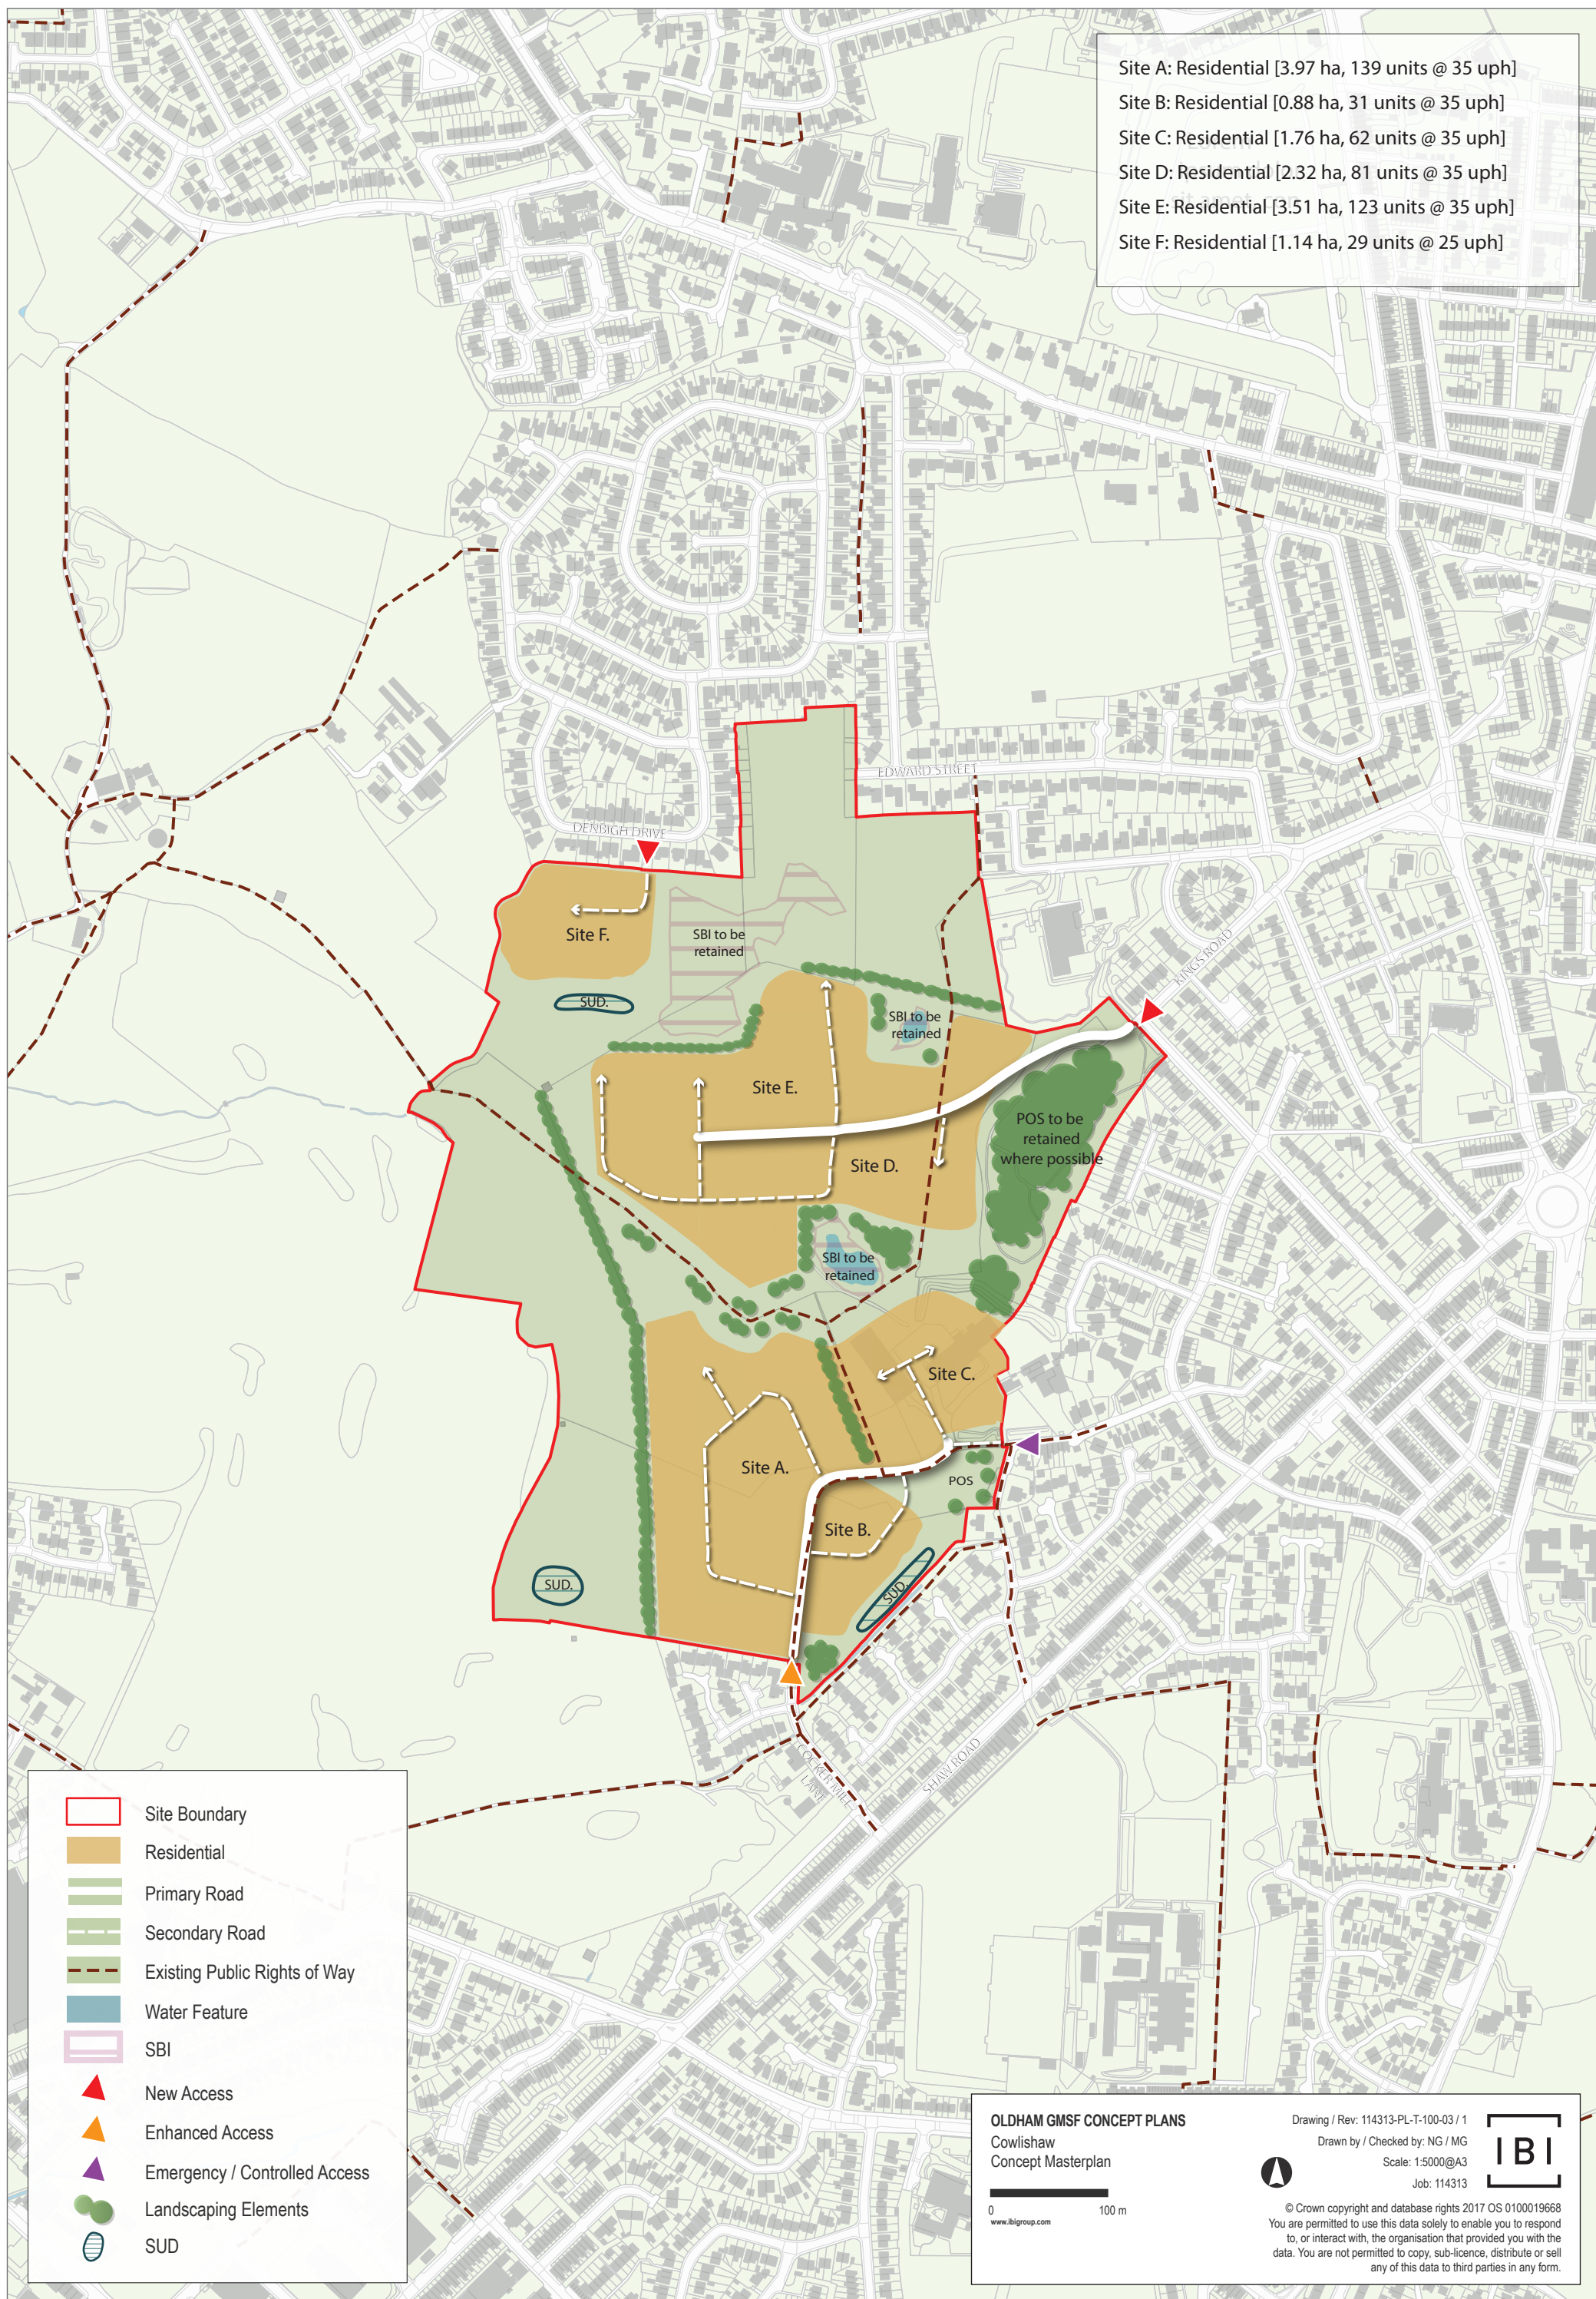 Site A: Residential [3.97 ha, 139 units @ 35 uph]
Site B: Residential [0.88 ha, 31 units @ 35 uph]
Site C: Residential [1.76 ha, 62 units @ 35 uph]
Site D: Residential [2.32 ha, 81 units @ 35 uph]
Site E: Residential [3.51 ha, 123 units @ 35 uph]
Site F: Residential [1.14 ha, 29 units @ 25 uph]
EDWARD STREET
DENBIGH DRIVE
Site F.
SBI to be
retained
KINGS ROAD
SUD.
SBI to be
retained
Site E.
POS to be
retained
where possible
Site D.
SBI to be
retained
Site C.
Site A.
POS
Site B.
SUD.
SUD.
COCKER MILL
LANE
SHAW ROAD
Site Boundary
Residential
Primary Road
Secondary Road
Existing Public Rights of Way
Water Feature
SBI
New Access
Enhanced Access
Emergency / Controlled Access
Landscaping Elements
SUD
OLDHAM GMSF CONCEPT PLANS
Cowlishaw
Concept Masterplan
0 100 m
www.ibigroup.com
Drawing / Rev: 114313-PL-T-100-03 / 1
Drawn by / Checked by: NG / MG
Scale: 1:5000@A3
Job: 114313
IBI
© Crown copyright and database rights 2017 OS 0100019668
You are permitted to use this data solely to enable you to respond
to, or interact with, the organisation that provided you with the
data. You are not permitted to copy, sub-licence, distribute or sell
any of this data to third parties in any form.